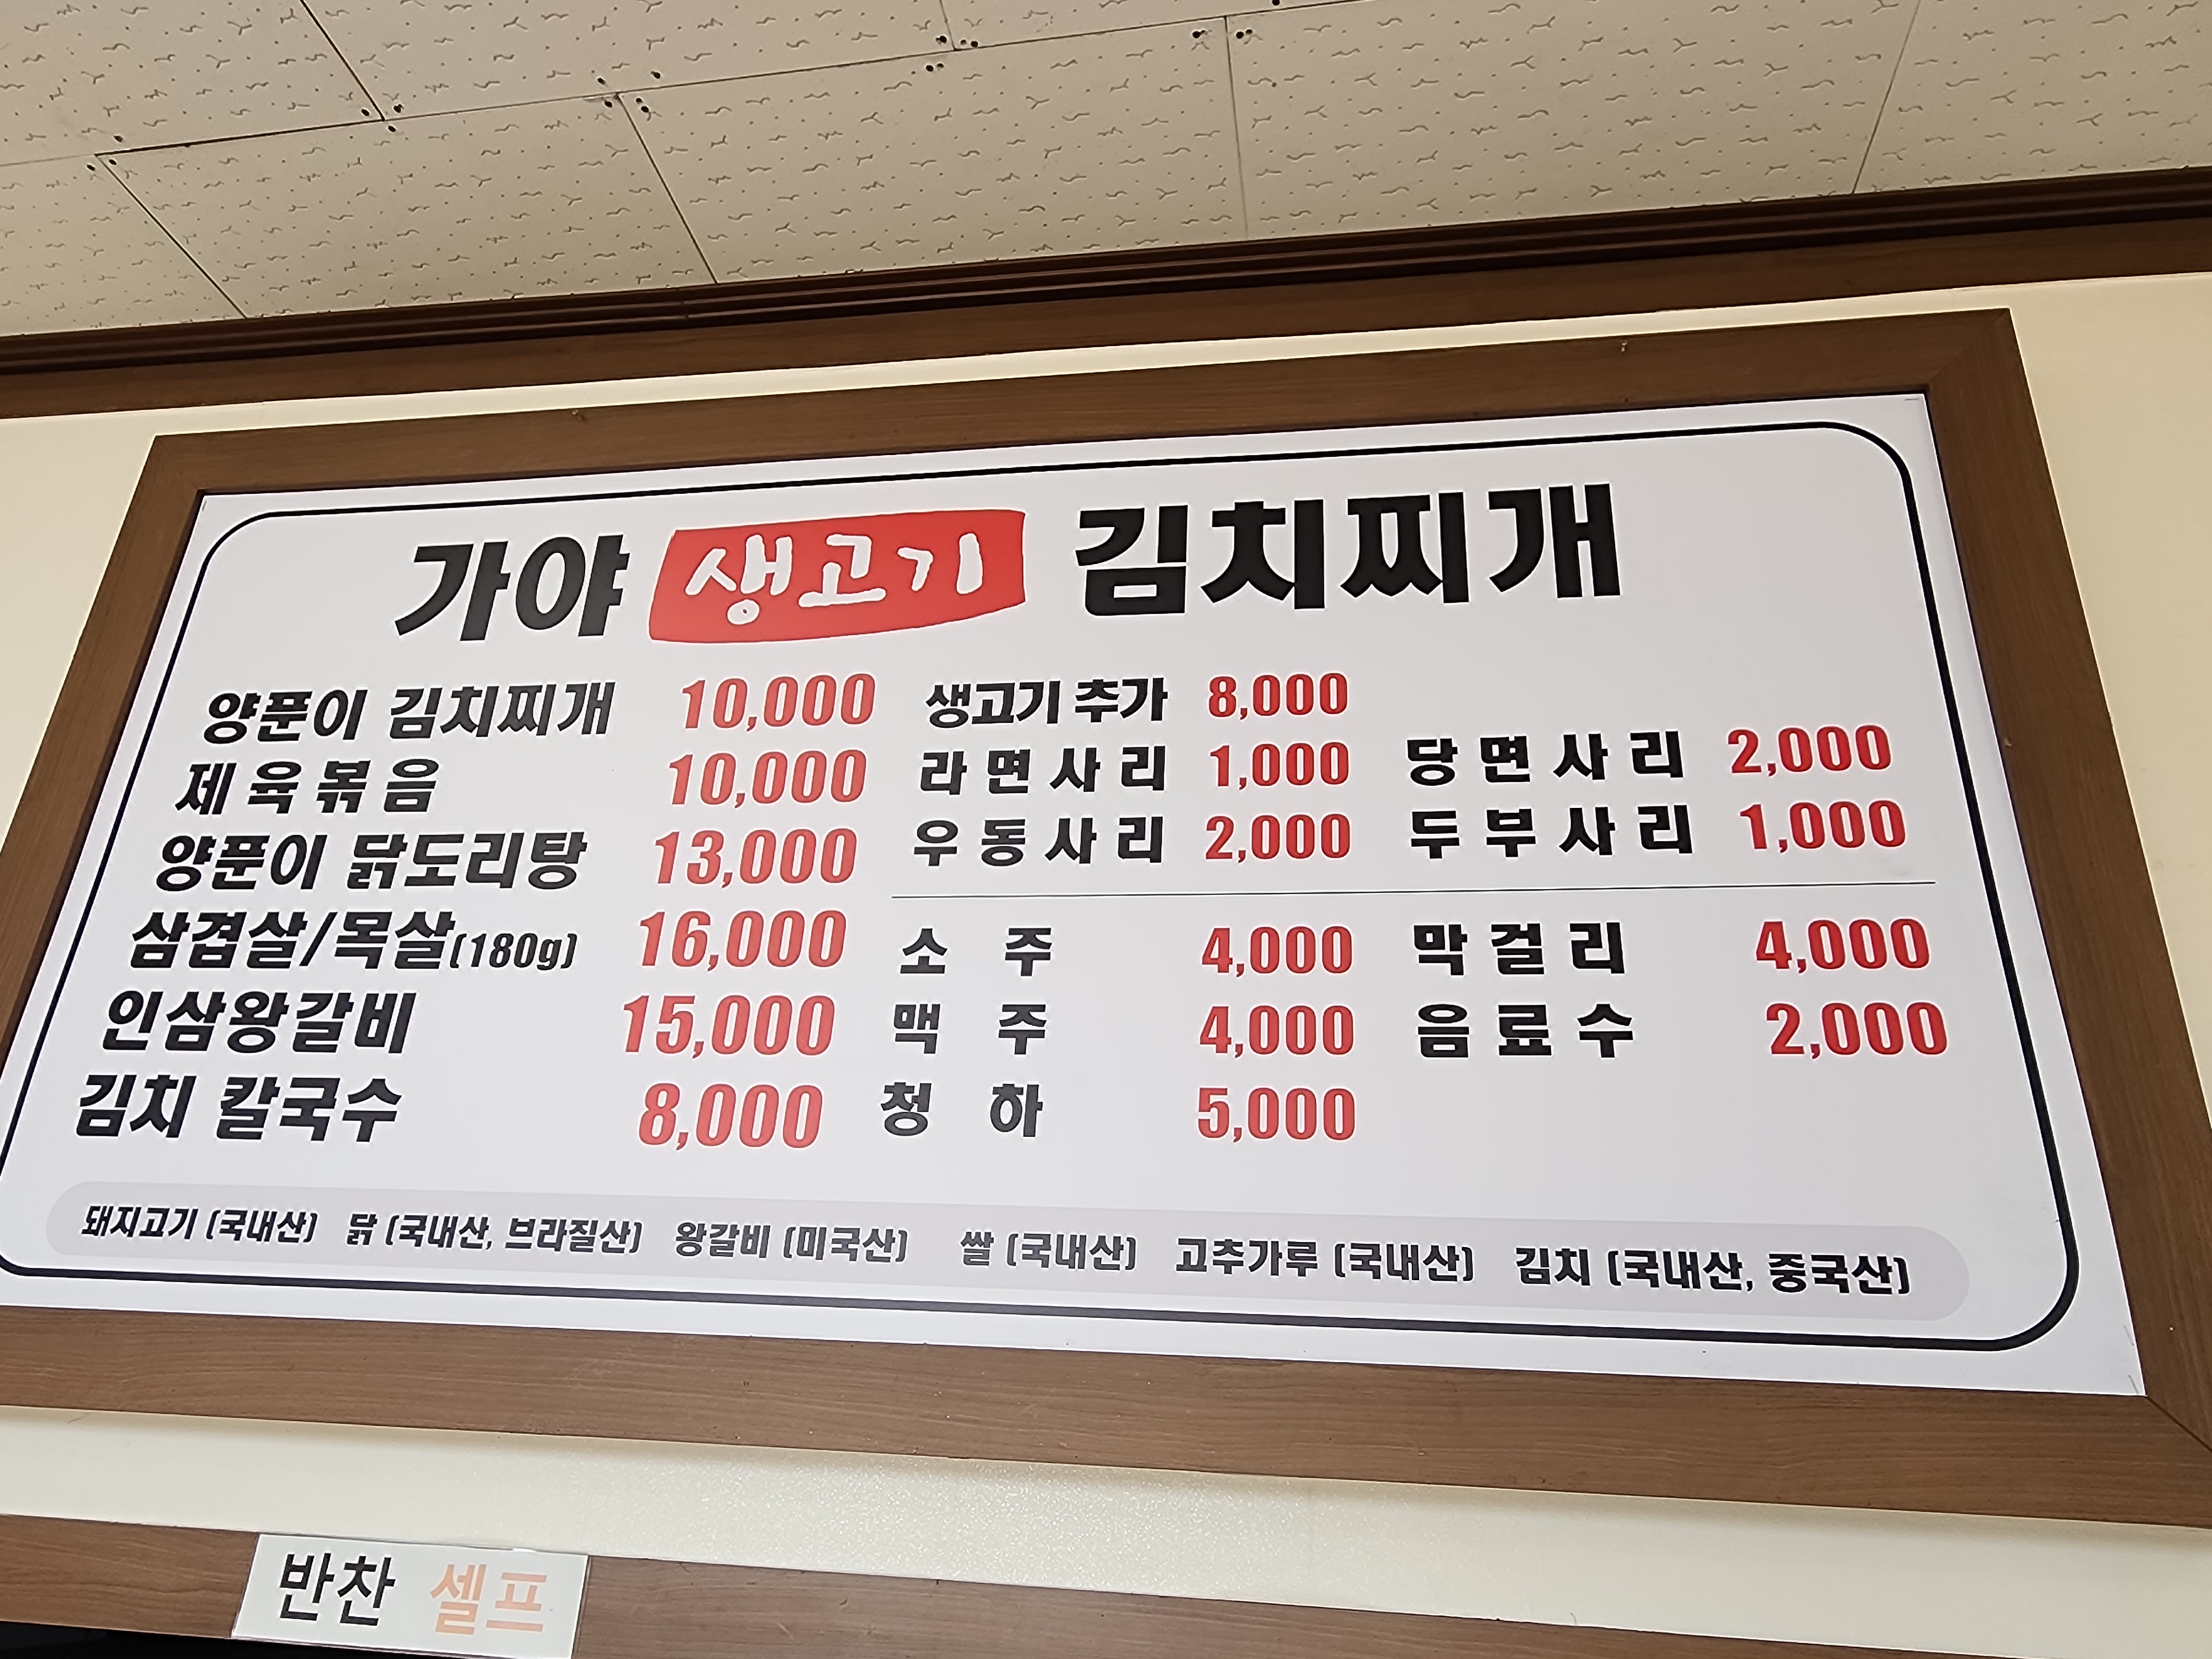 가야 생고기 김치찌개
양푼이 김치찌개 10,000
제육볶음 10,000
양푼이 닭도리탕 13,000
삼겹살/목살(180g) 16,000
인삼왕갈비 15,000
김치 칼국수 8,000
생고기 추가 8,000
라면사리 1,000 당면사리 2,000
우동사리 2,000 두부사리 1,000
소주 4,000 막걸리 4,000
맥주 4,000 음료수 2,000
청하 5,000
돼지고기 (국내산) 닭 (국내산, 브라질산) 왕갈비 (미국산) 쌀 (국내산) 고추가루 (국내산) 김치 (국내산, 중국산)
반찬 셀프